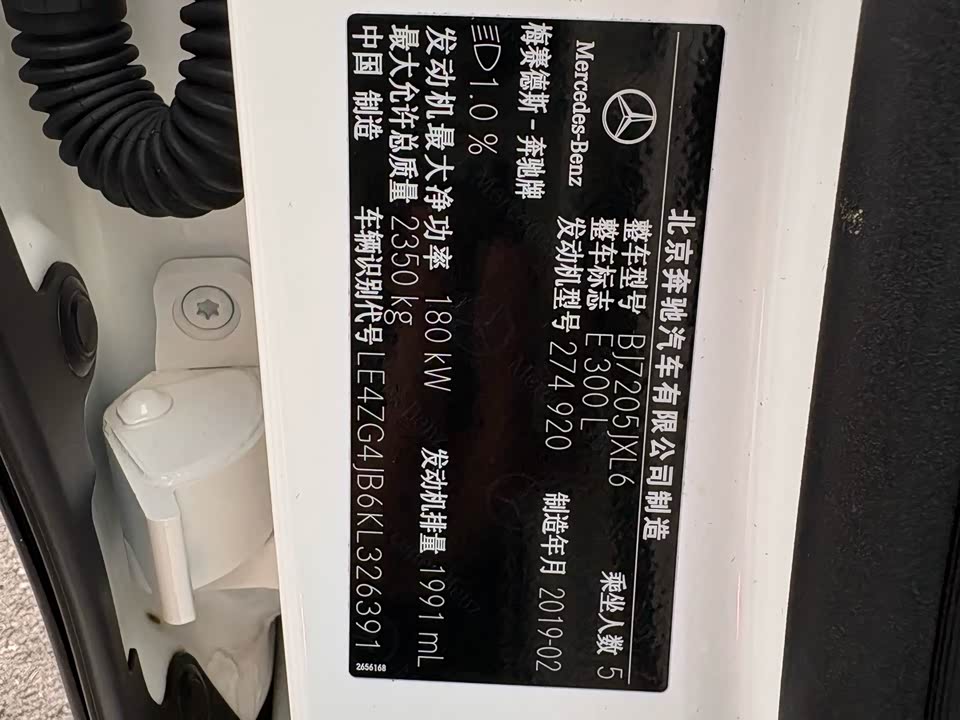 北京奔驰汽车有限公司制造
整车型号 BJ7205JXL6 乘坐人数 5
整车标志 E 300 L
Mercedes-Benz 发动机型号 274 920 制造年月 2019-02
梅赛德斯-奔驰牌
1.0 %
发动机最大净功率 180 kW 发动机排量 1991 mL
最大允许总质量 2350 kg
中国 制造 车辆识别代号 LE4ZG4JB6KL326391
2656168